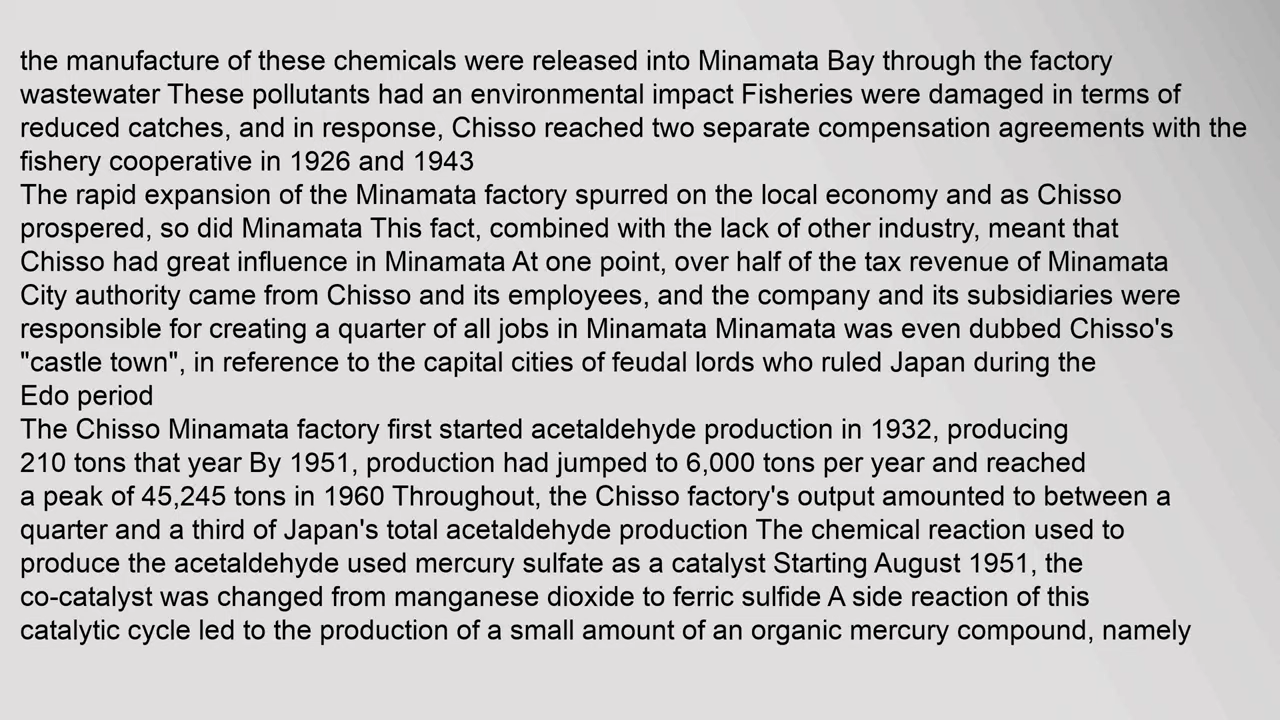 the manufacture of these chemicals were released into Minamata Bay through the factory
wastewater These pollutants had an environmental impact Fisheries were damaged in terms of
reduced catches, and in response, Chisso reached two separate compensation agreements with the
fishery cooperative in 1926 and 1943
The rapid expansion of the Minamata factory spurred on the local economy and as Chisso
prospered, so did Minamata This fact, combined with the lack of other industry, meant that
Chisso had great influence in Minamata At one point, over half of the tax revenue of Minamata
City authority came from Chisso and its employees, and the company and its subsidiaries were
responsible for creating a quarter of all jobs in Minamata Minamata was even dubbed Chisso's
"castle town", in reference to the capital cities of feudal lords who ruled Japan during the
Edo period
The Chisso Minamata factory first started acetaldehyde production in 1932, producing
210 tons that year By 1951, production had jumped to 6,000 tons per year and reached
a peak of 45,245 tons in 1960 Throughout, the Chisso factory's output amounted to between a
quarter and a third of Japan's total acetaldehyde production The chemical reaction used to
produce the acetaldehyde used mercury sulfate as a catalyst Starting August 1951, the
co-catalyst was changed from manganese dioxide to ferric sulfide A side reaction of this
catalytic cycle led to the production of a small amount of an organic mercury compound, namely